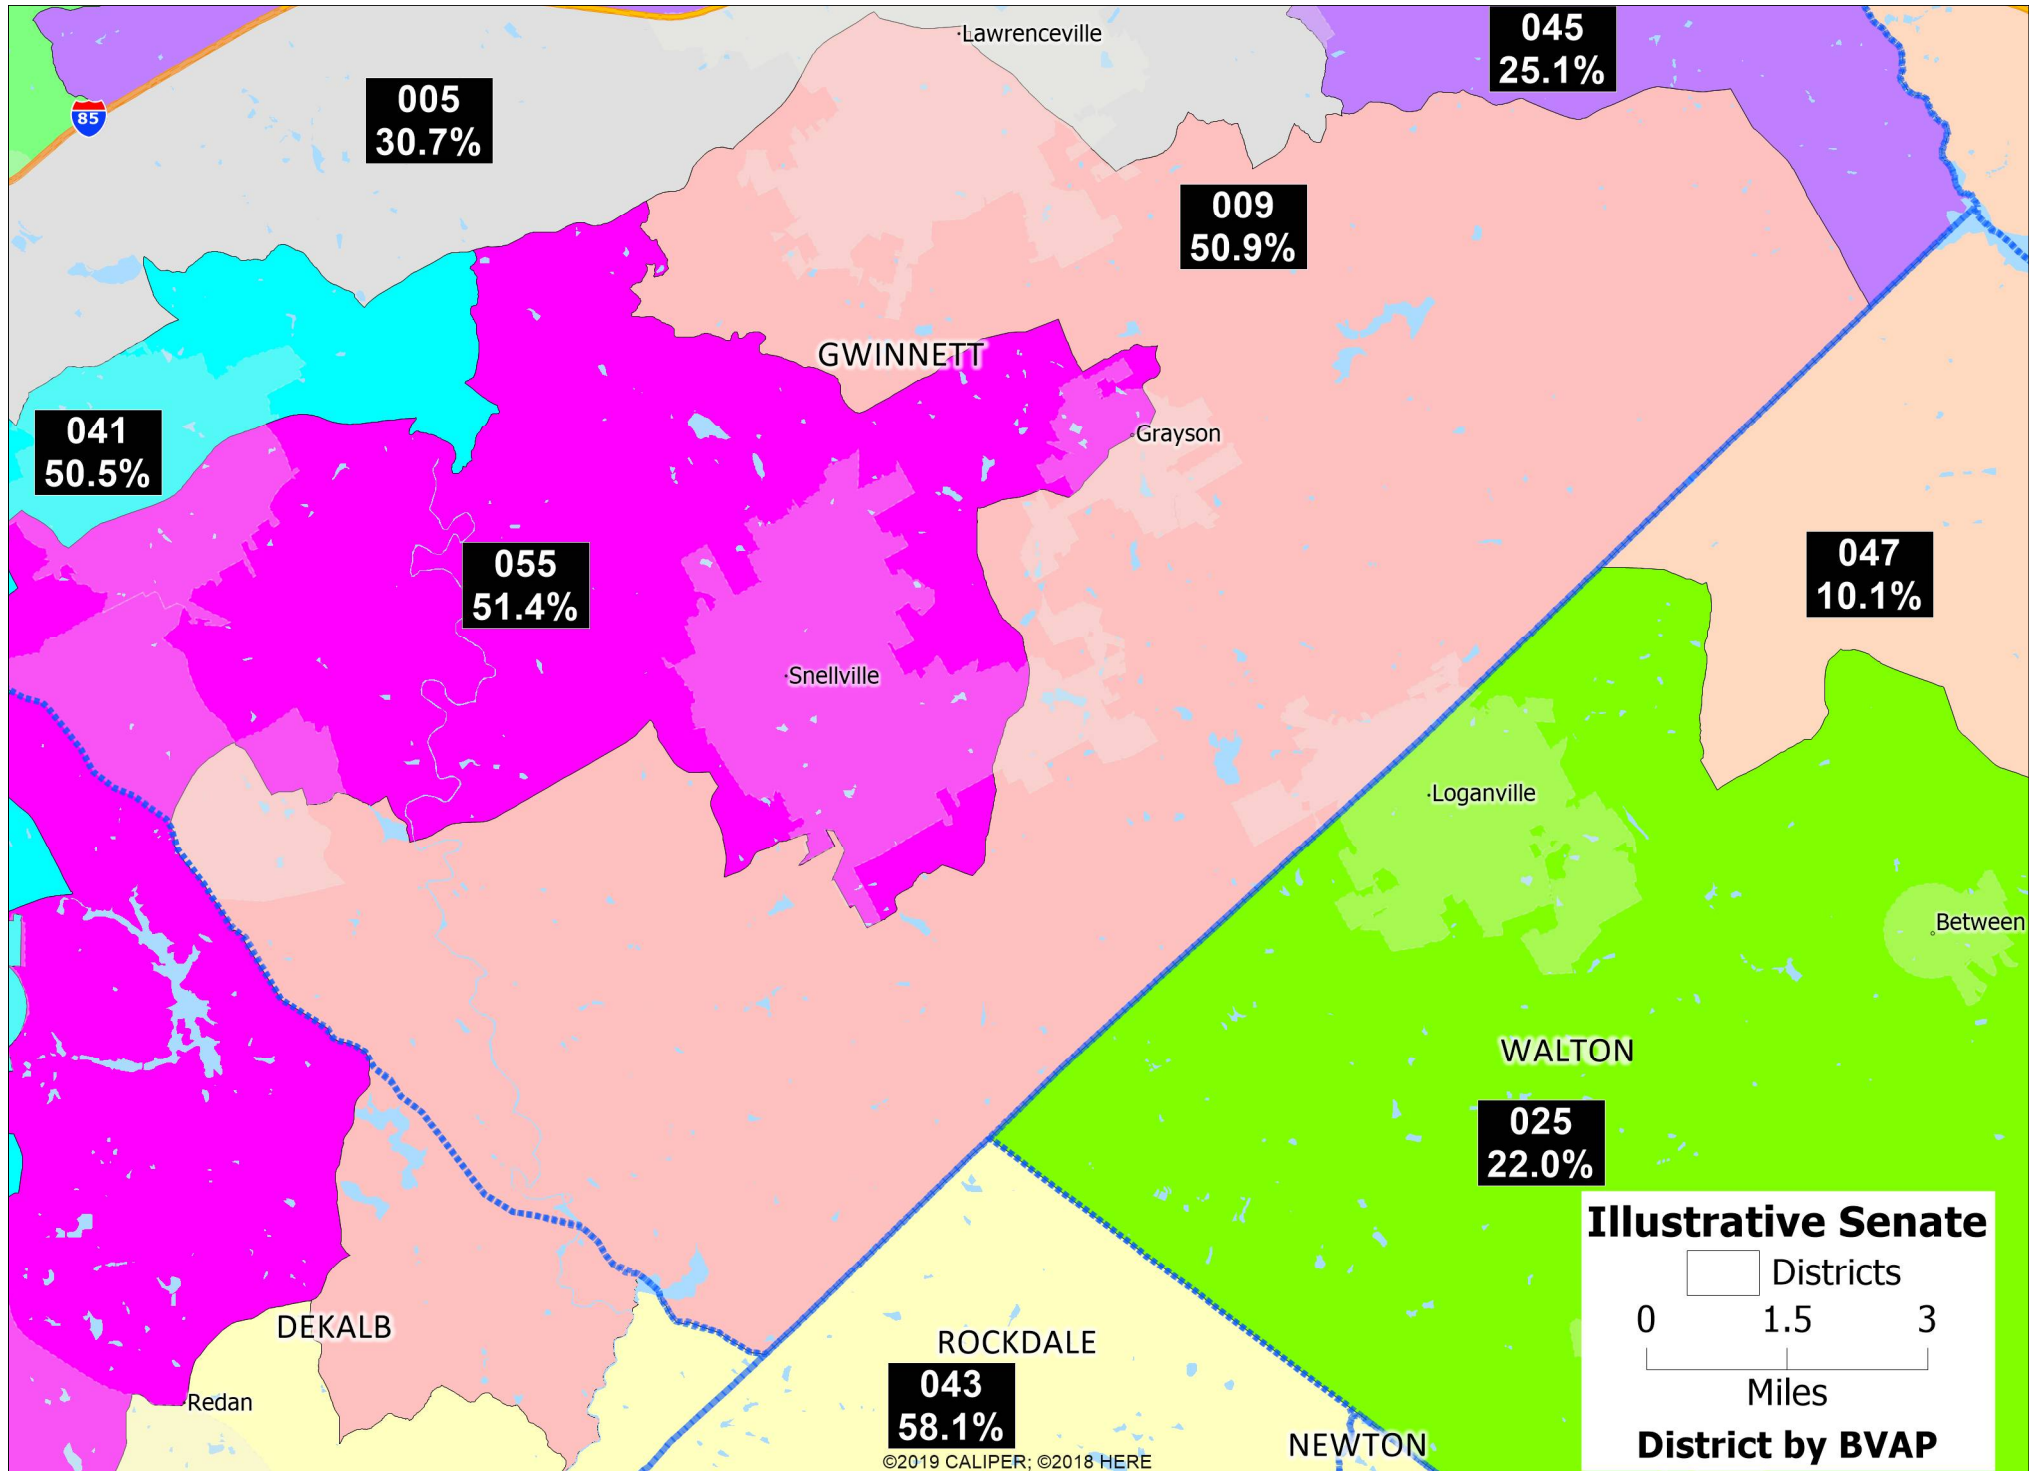 Lawrenceville
045
25.1%
005
30.7%
85
009
50.9%
GWINNETT
041
50.5%
Grayson
055
51.4%
047
10.1%
Snellville
Loganville
Between
WALTON
025
22.0%
Illustrative Senate
Districts
0 1.5 3
Miles
District by BVAP
DEKALB
ROCKDALE
043
58.1%
Redan
NEWTON
©2019 CALIPER; ©2018 HERE